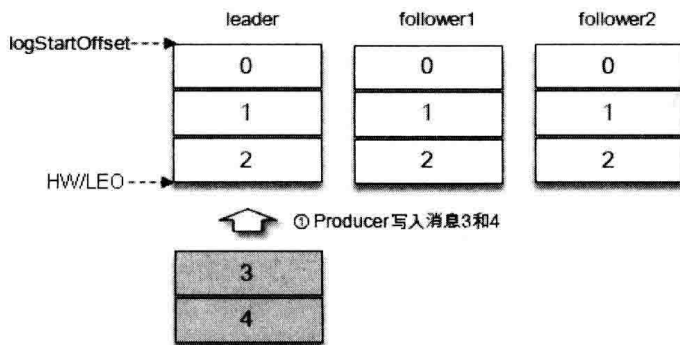 leader follower1 follower2
logStartOffset
0 0 0
1 1 1
2 2 2
HW/LEO
① Producer写入消息3和4
3
4